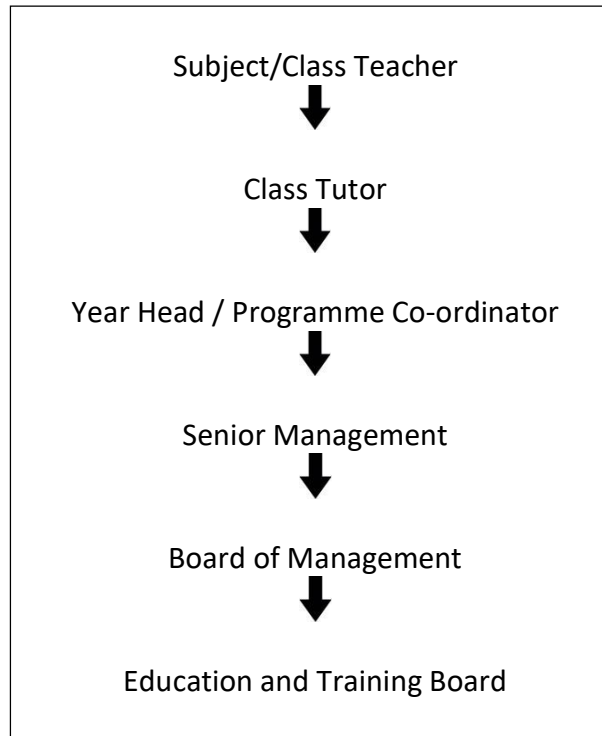 Subject/Class Teacher
Class Tutor
Year Head / Programme Co-ordinator
Senior Management
Board of Management
Education and Training Board